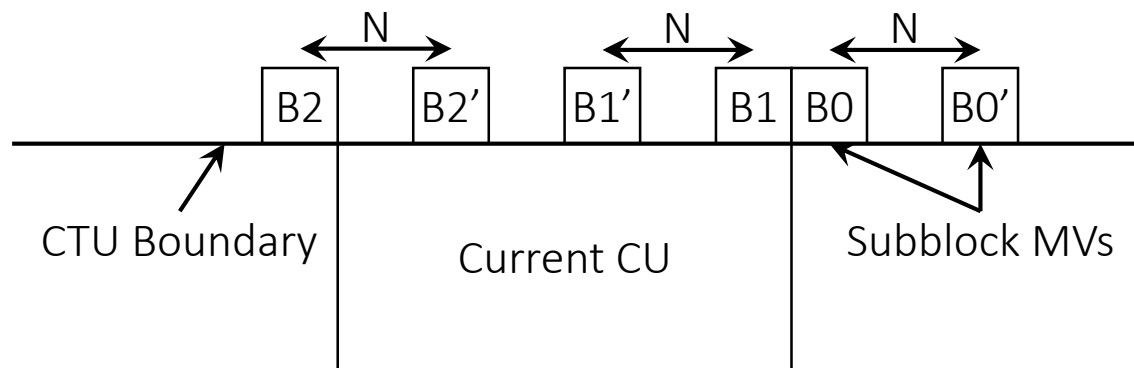 N N N
B2 B2’ B1’ B1 B0 B0’
CTU Boundary Current CU Subblock MVs